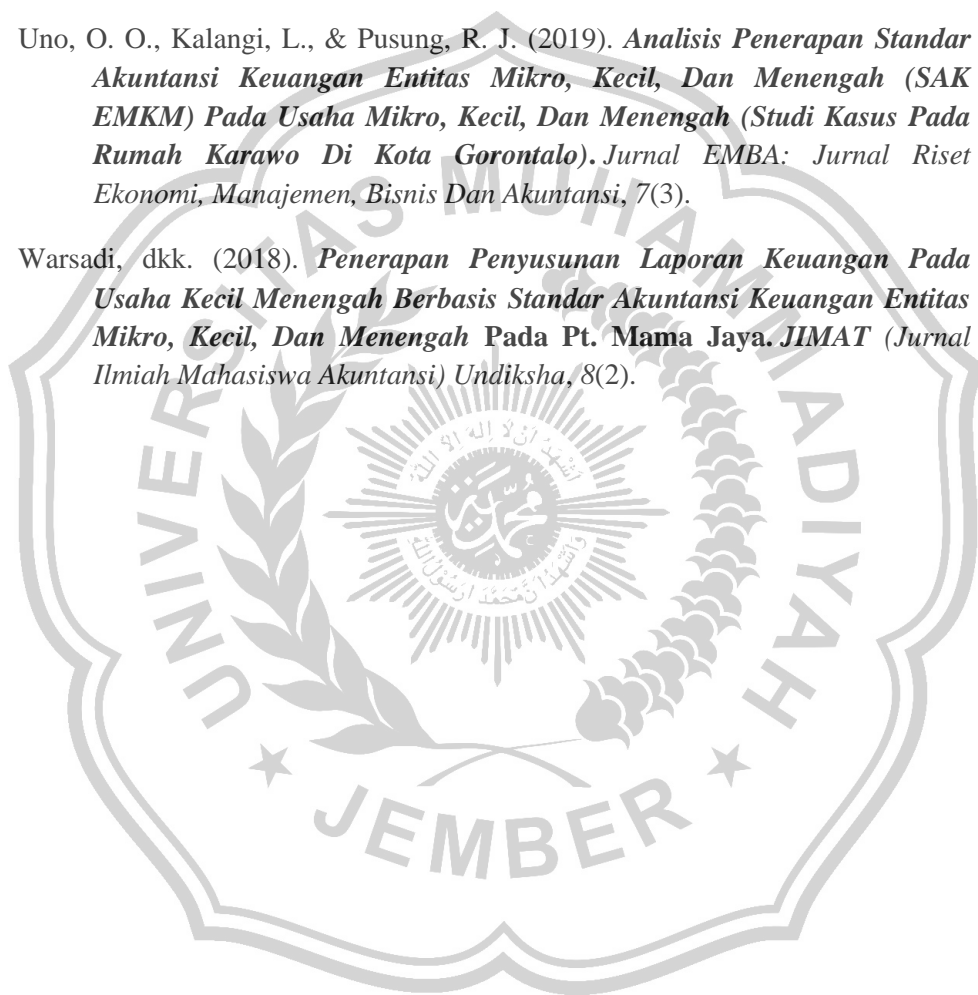 Uno, O. O., Kalangi, L., & Pusung, R. J. (2019). Analisis Penerapan Standar
Akuntansi Keuangan Entitas Mikro, Kecil, Dan Menengah (SAK
EMKM) Pada Usaha Mikro, Kecil, Dan Menengah (Studi Kasus Pada
Rumah Karawo Di Kota Gorontalo). Jurnal EMBA: Jurnal Riset
Ekonomi, Manajemen, Bisnis Dan Akuntansi, 7(3).
Warsadi, dkk. (2018). Penerapan Penyusunan Laporan Keuangan Pada
Usaha Kecil Menengah Berbasis Standar Akuntansi Keuangan Entitas
Mikro, Kecil, Dan Menengah Pada Pt. Mama Jaya. JIMAT (Jurnal
Ilmiah Mahasiswa Akuntansi) Undiksha, 8(2).
UNIVERSITAS MUHAMMADIYAH
JEMBER